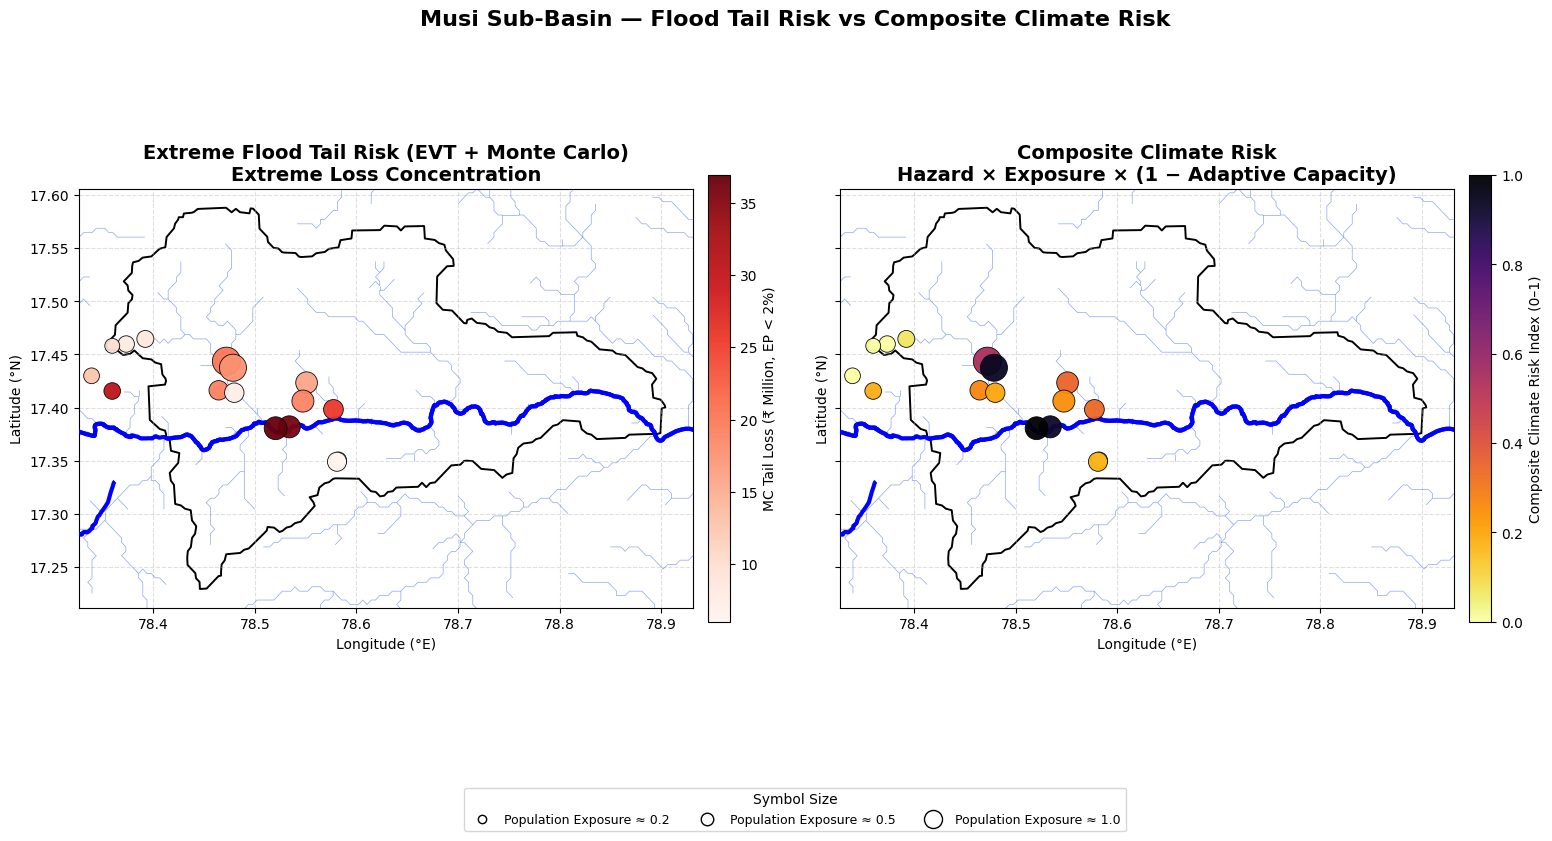 Musi Sub-Basin — Flood Tail Risk vs Composite Climate Risk
Extreme Flood Tail Risk (EVT + Monte Carlo)
Extreme Loss Concentration
17.60
17.55
17.50
17.45
17.40
17.35
17.30
17.25
Latitude (°N)
78.4 78.5 78.6 78.7 78.8 78.9
Longitude (°E)
35
30
25
20
15
10
MC Tail Loss (₹ Million, EP < 2%)
Composite Climate Risk
Hazard × Exposure × (1 − Adaptive Capacity)
Latitude (°N)
78.4 78.5 78.6 78.7 78.8 78.9
Longitude (°E)
1.0
0.8
0.6
0.4
0.2
0.0
Composite Climate Risk Index (0–1)
Symbol Size
Population Exposure ≈ 0.2 Population Exposure ≈ 0.5 Population Exposure ≈ 1.0